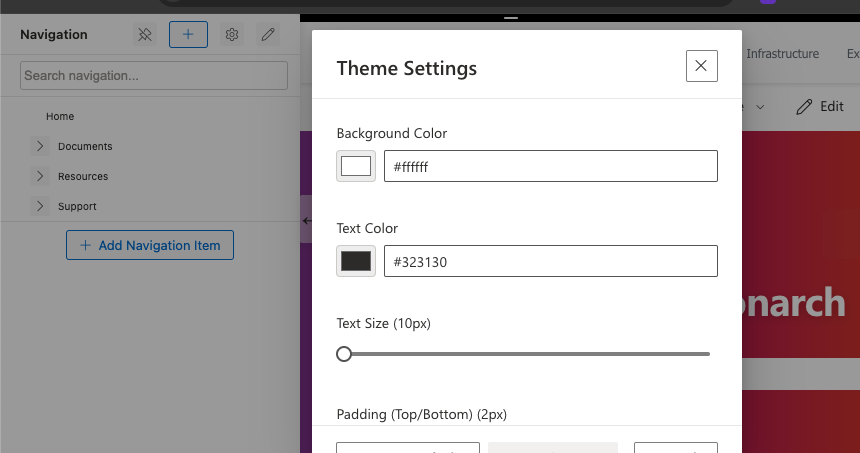 Navigation
Search navigation...
Home
Documents
Resources
Support
+ Add Navigation Item
Theme Settings
Background Color
#ffffff
Text Color
#323130
Text Size (10px)
Padding (Top/Bottom) (2px)
Infrastructure
Ex
Edit
narch